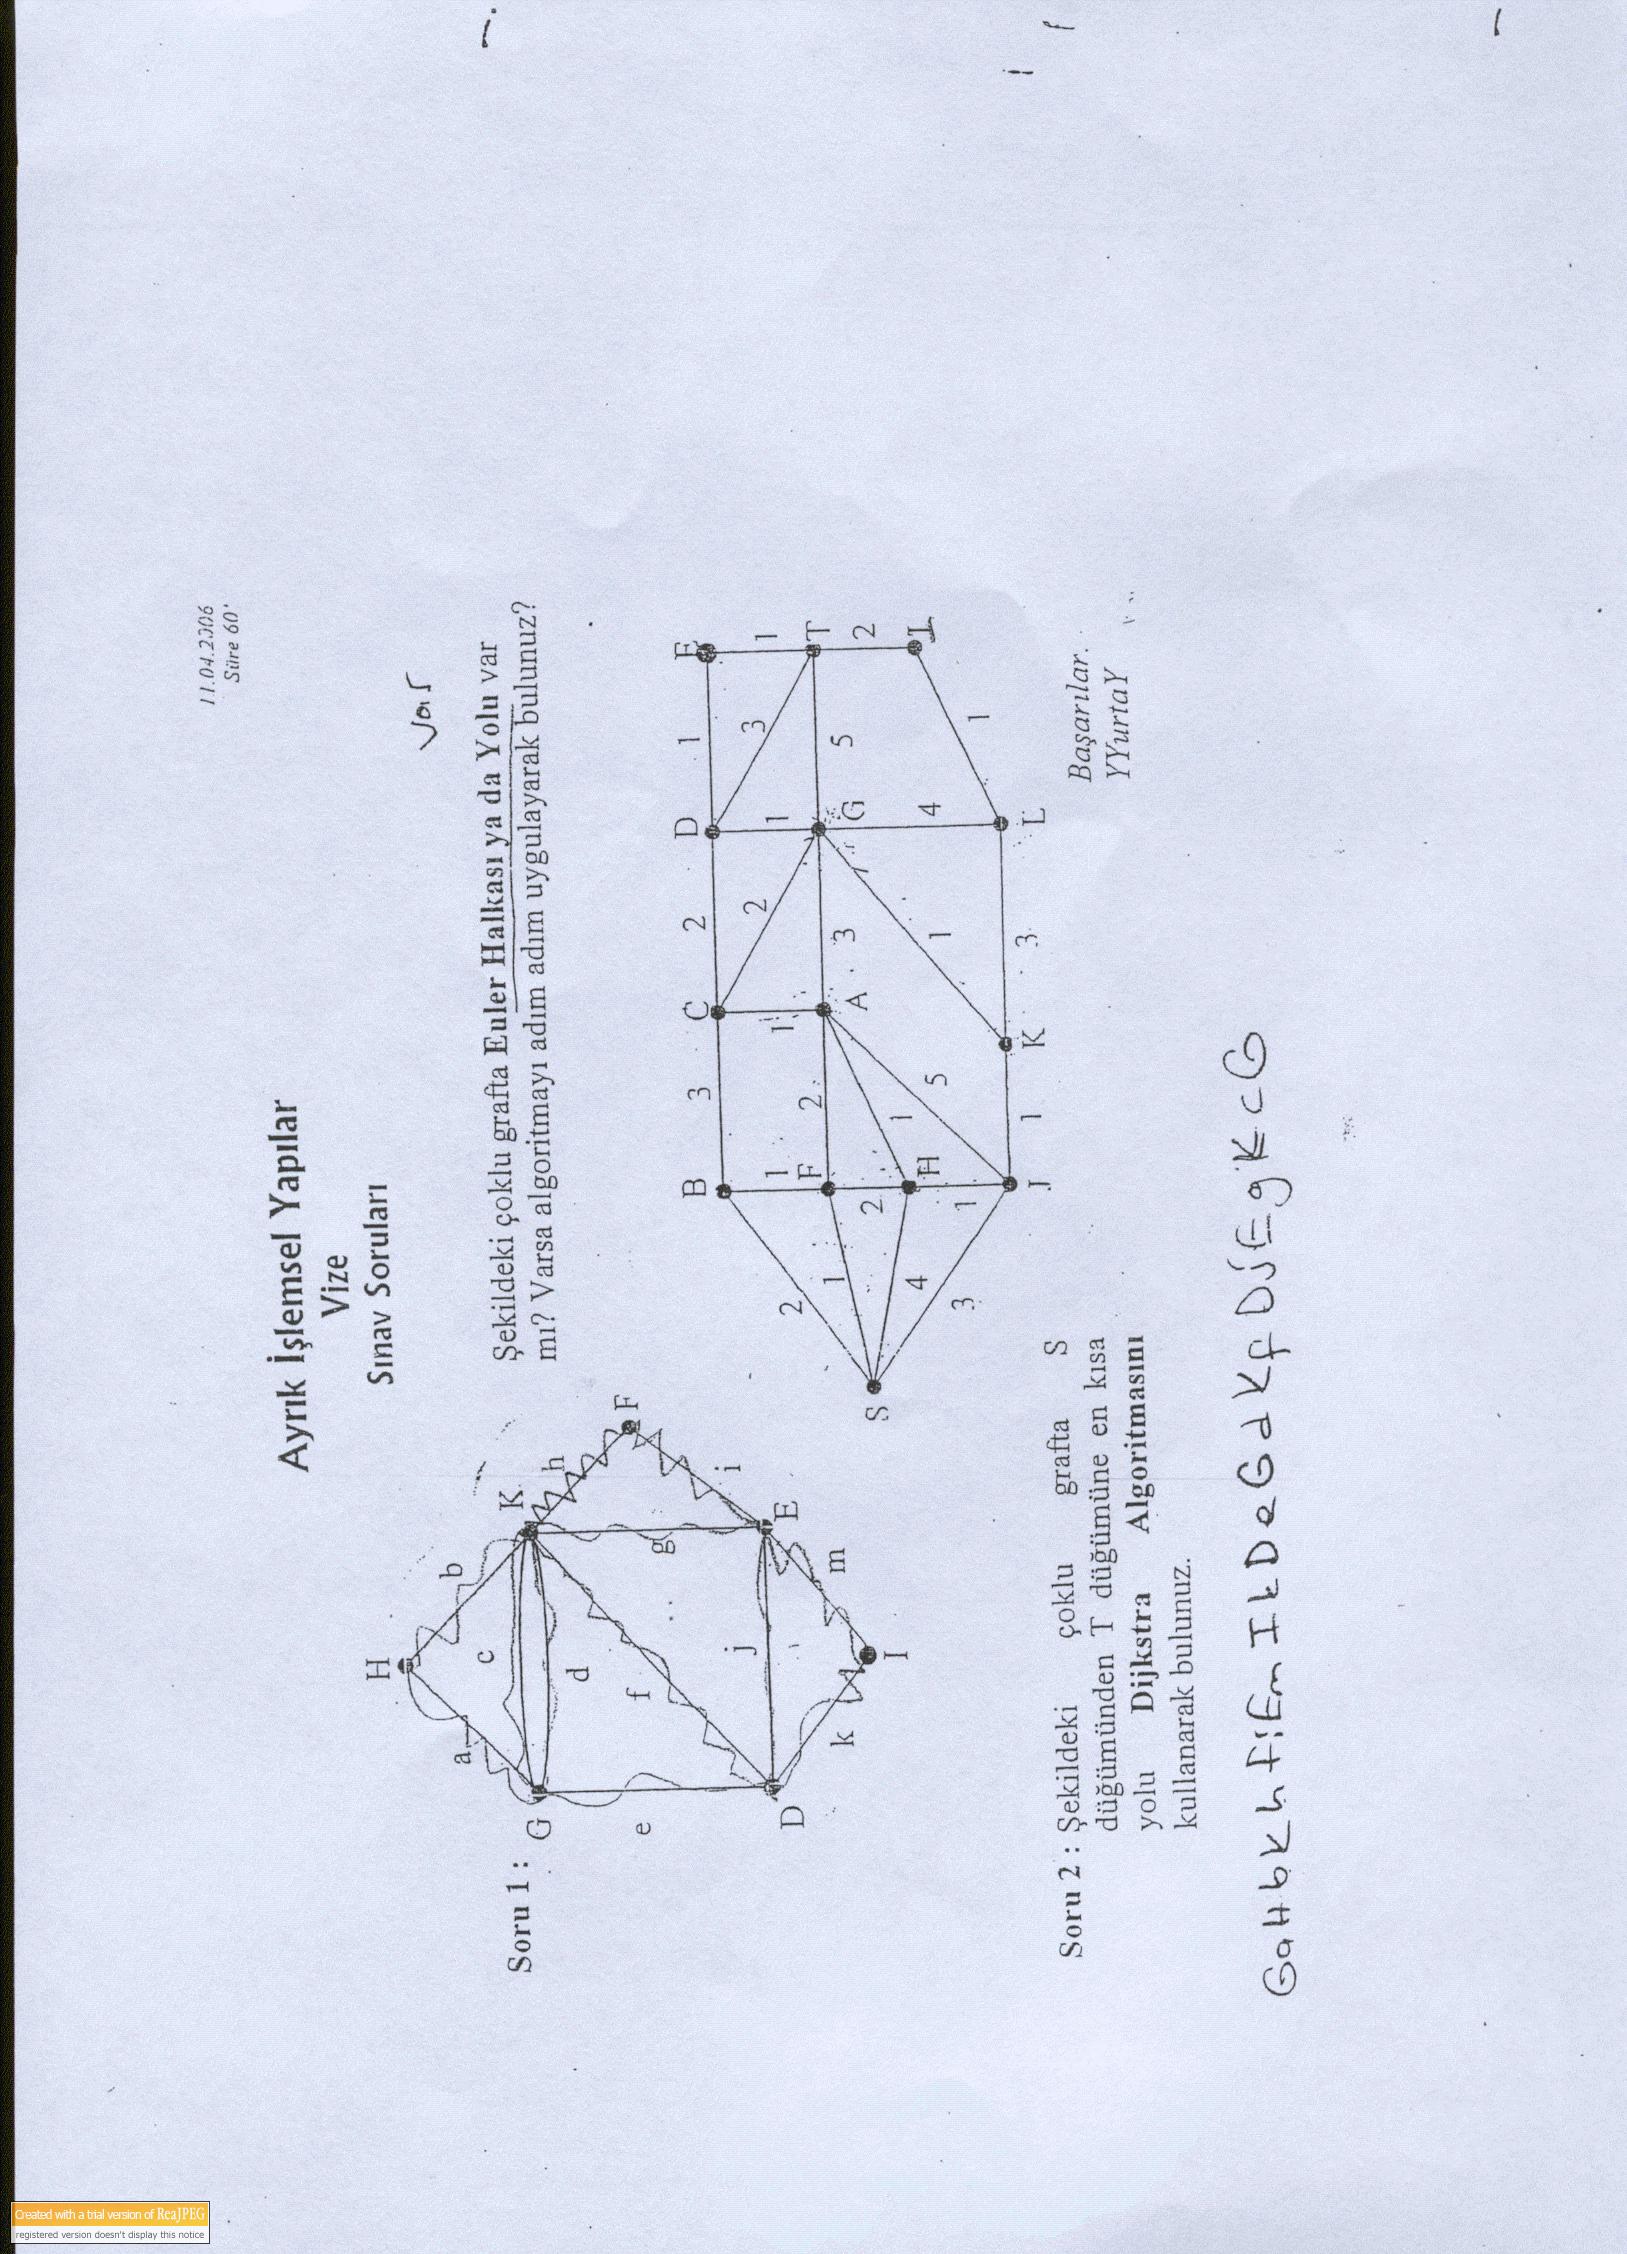 Created with a trial version of ReaJPEG
registered version doesn't display this notice
11.04.2006
Süre 60'
Ayrık İşlemsel Yapılar
Vize
Sınav Soruları
var
Soru 1 :
Şekildeki çoklu grafta Euler Halkası ya da Yolu var
mı? Varsa algoritmayı adım adım uygulayarak bulunuz?
H
a
b
c
G
K
d
h
e
f
g
F
j
i
D
E
k
m
I
B 3 C 2 D 1 E
2
1
1
2
1
3
1
F 2
T
S
1
A 3 G 5
2
4
2
1
H
5
1
4
I
3
1
1
J 1 K 3 L
Soru 2 : Şekildeki çoklu grafta S
düğümünden T düğümüne en kısa
yolu Dijkstra Algoritmasını
kullanarak bulunuz.
Başarılar.
YYurtaY
GaHbKhFiEmIkDeGdKfDjEgKcG